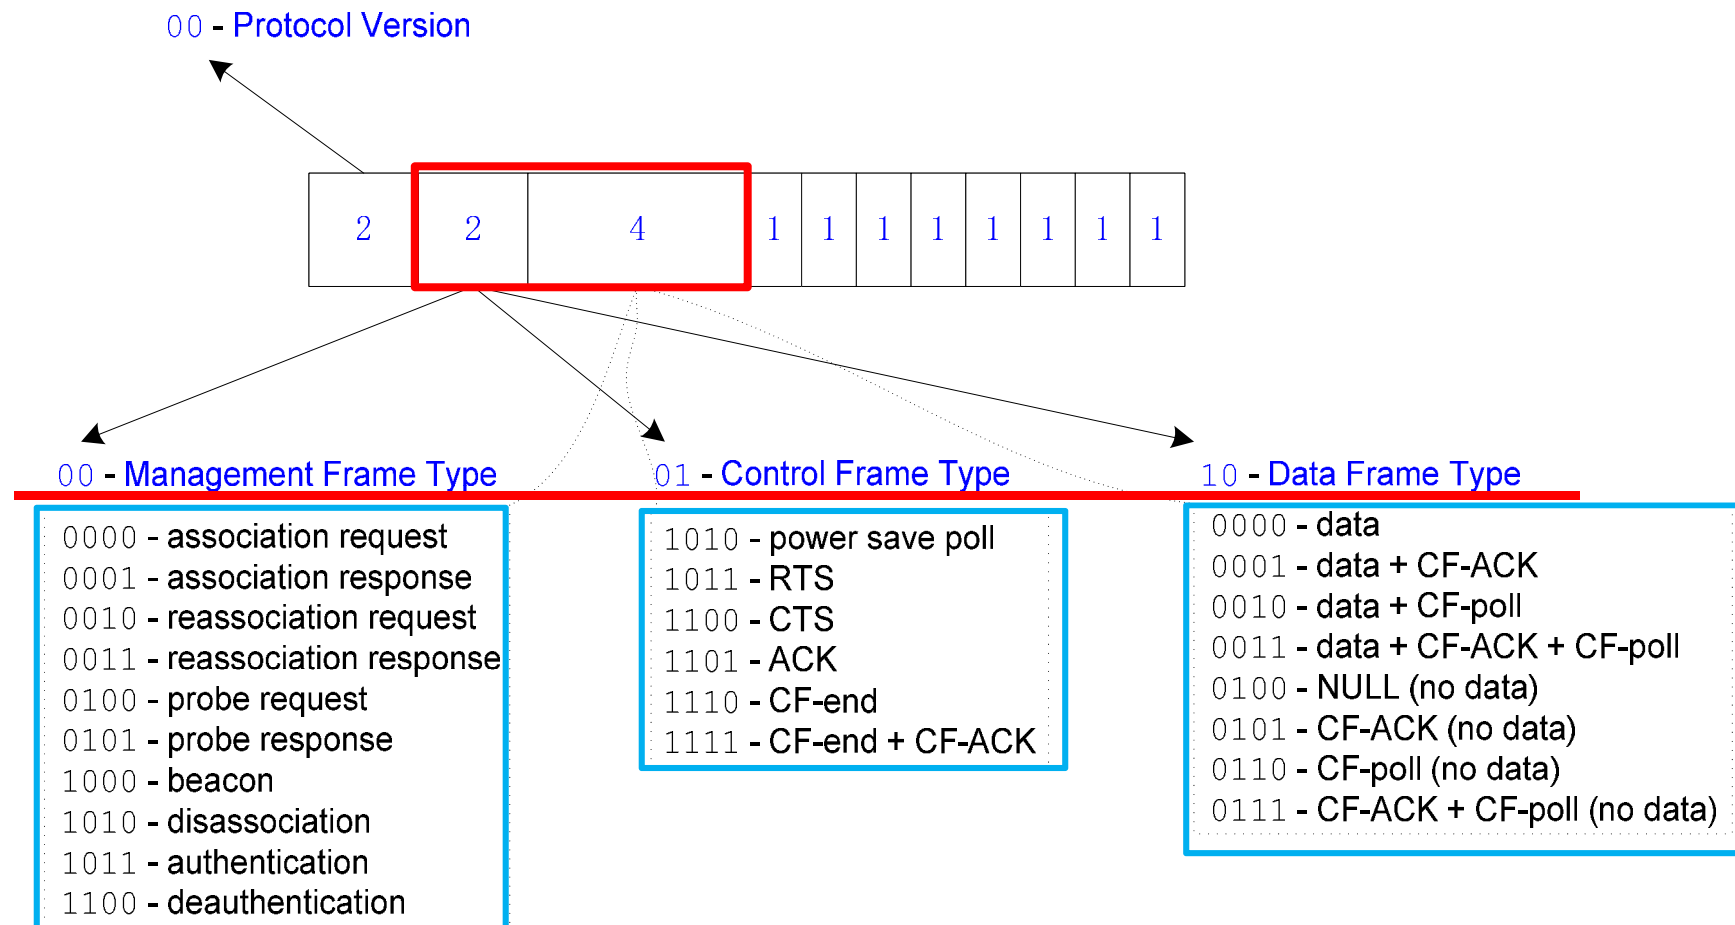 00 - Protocol Version
2 2 4 1 1 1 1 1 1 1 1
00 - Management Frame Type
0000 - association request
0001 - association response
0010 - reassociation request
0011 - reassociation response
0100 - probe request
0101 - probe response
1000 - beacon
1010 - disassociation
1011 - authentication
1100 - deauthentication
01 - Control Frame Type
1010 - power save poll
1011 - RTS
1100 - CTS
1101 - ACK
1110 - CF-end
1111 - CF-end + CF-ACK
10 - Data Frame Type
0000 - data
0001 - data + CF-ACK
0010 - data + CF-poll
0011 - data + CF-ACK + CF-poll
0100 - NULL (no data)
0101 - CF-ACK (no data)
0110 - CF-poll (no data)
0111 - CF-ACK + CF-poll (no data)